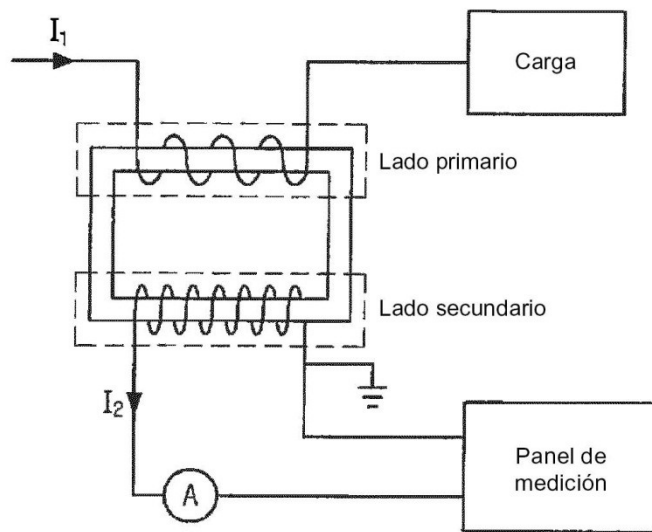 I₁
Carga
Lado primario
Lado secundario
I₂
A
Panel de
medición